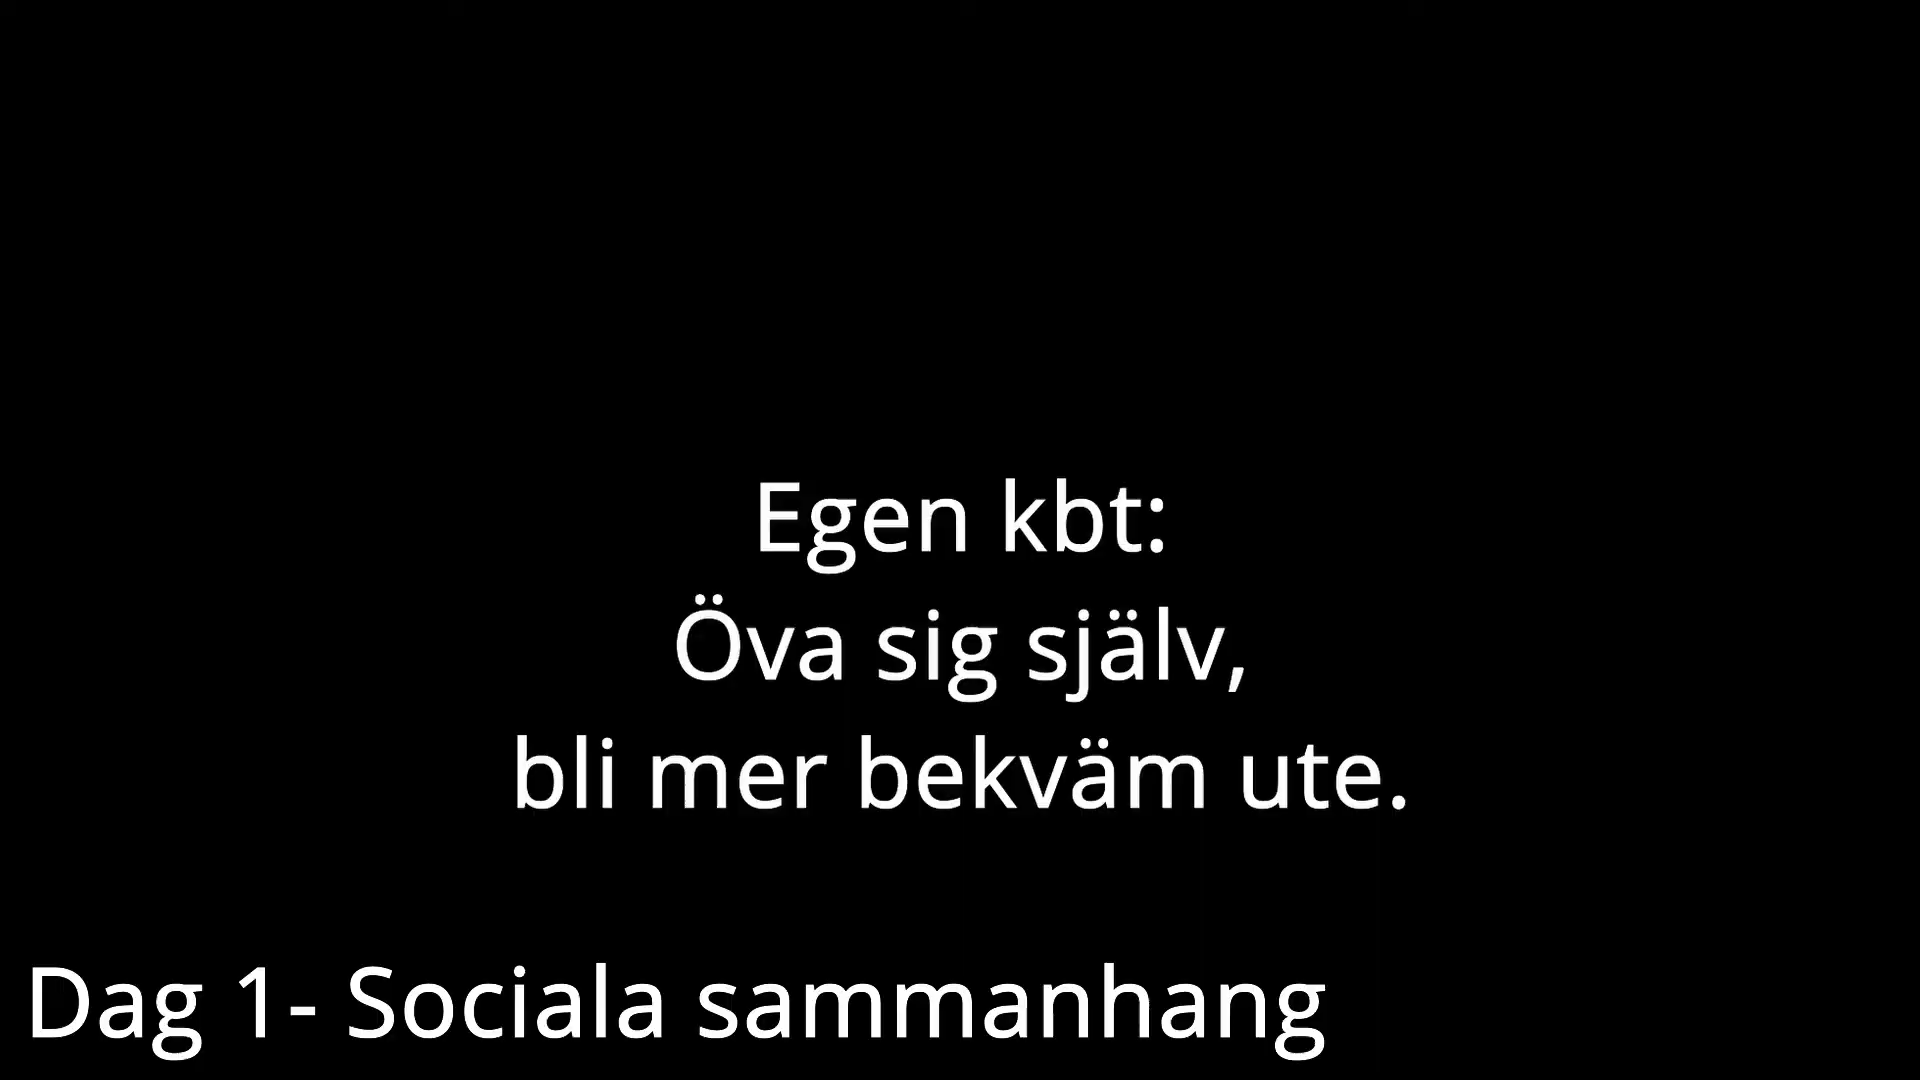 Egen kbt:
Öva sig själv,
bli mer bekväm ute.
Dag 1- Sociala sammanhang